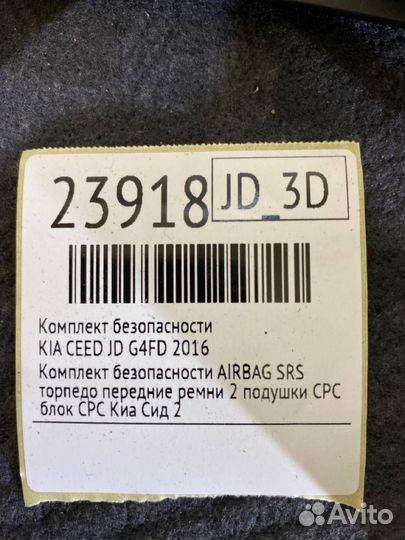 23918 JD_3D
Комплект безопасности
KIA CEED JD G4FD 2016
Комплект безопасности AIRBAG SRS
торпедо передние ремни 2 подушки СРС
блок СРС Киа Сид 2
Avito